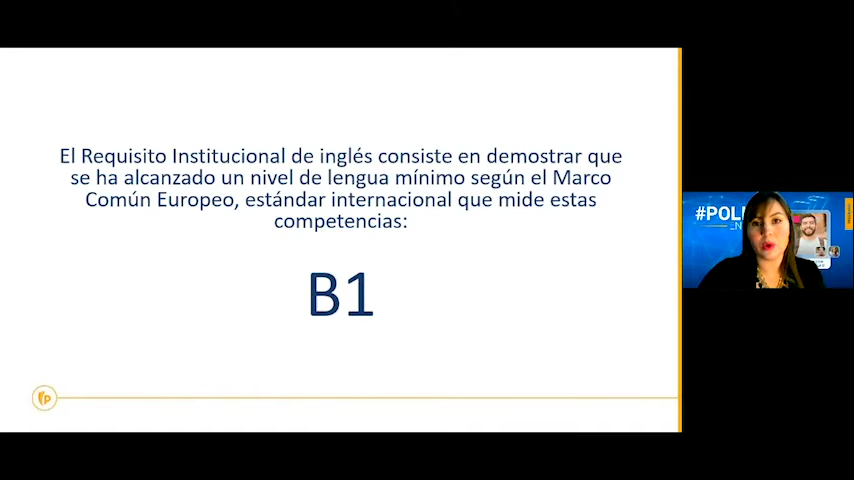 El Requisito Institucional de inglés consiste en demostrar que
se ha alcanzado un nivel de lengua mínimo según el Marco
Común Europeo, estándar internacional que mide estas
competencias:
B1
P